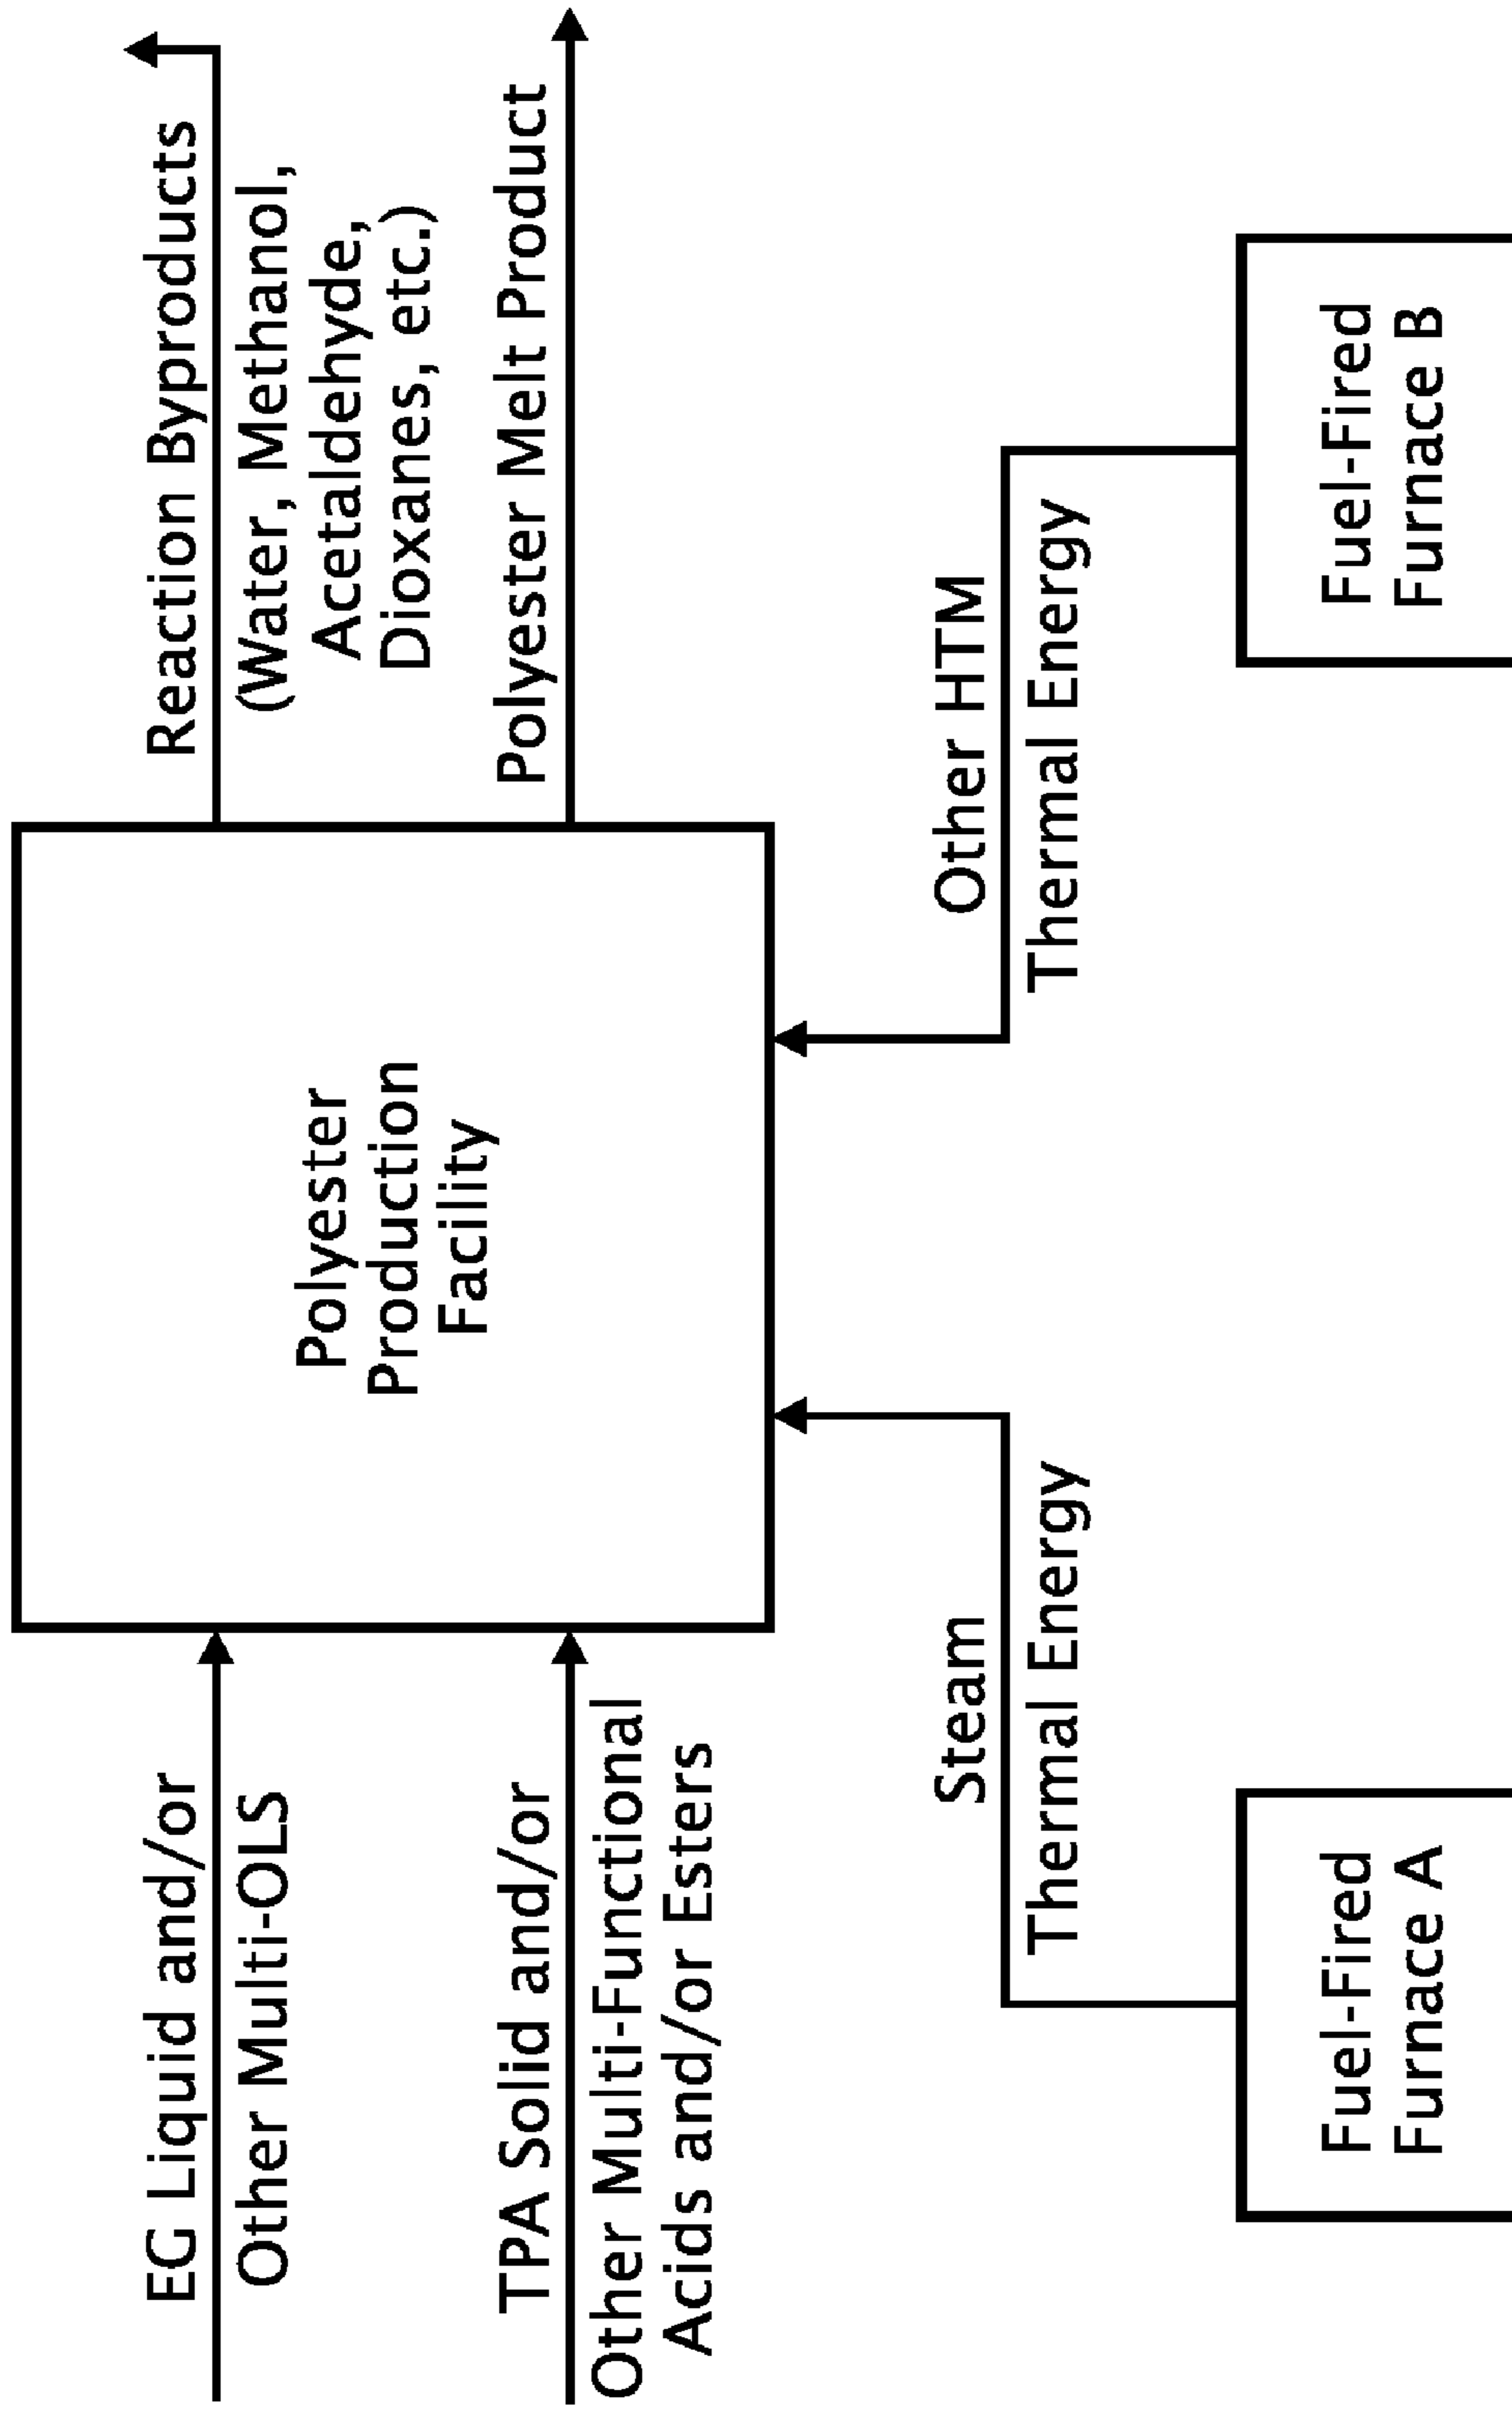 EG Liquid and/or
Other Multi-OLS
TPA Solid and/or
Other Multi-Functional
Acids and/or Esters
Polyester
Production
Facility
Reaction Byproducts
(Water, Methanol,
Acetaldehyde,
Dioxanes, etc.)
Polyester Melt Product
Steam
Thermal Energy
Other HTM
Thermal Energy
Fuel-Fired
Furnace A
Fuel-Fired
Furnace B